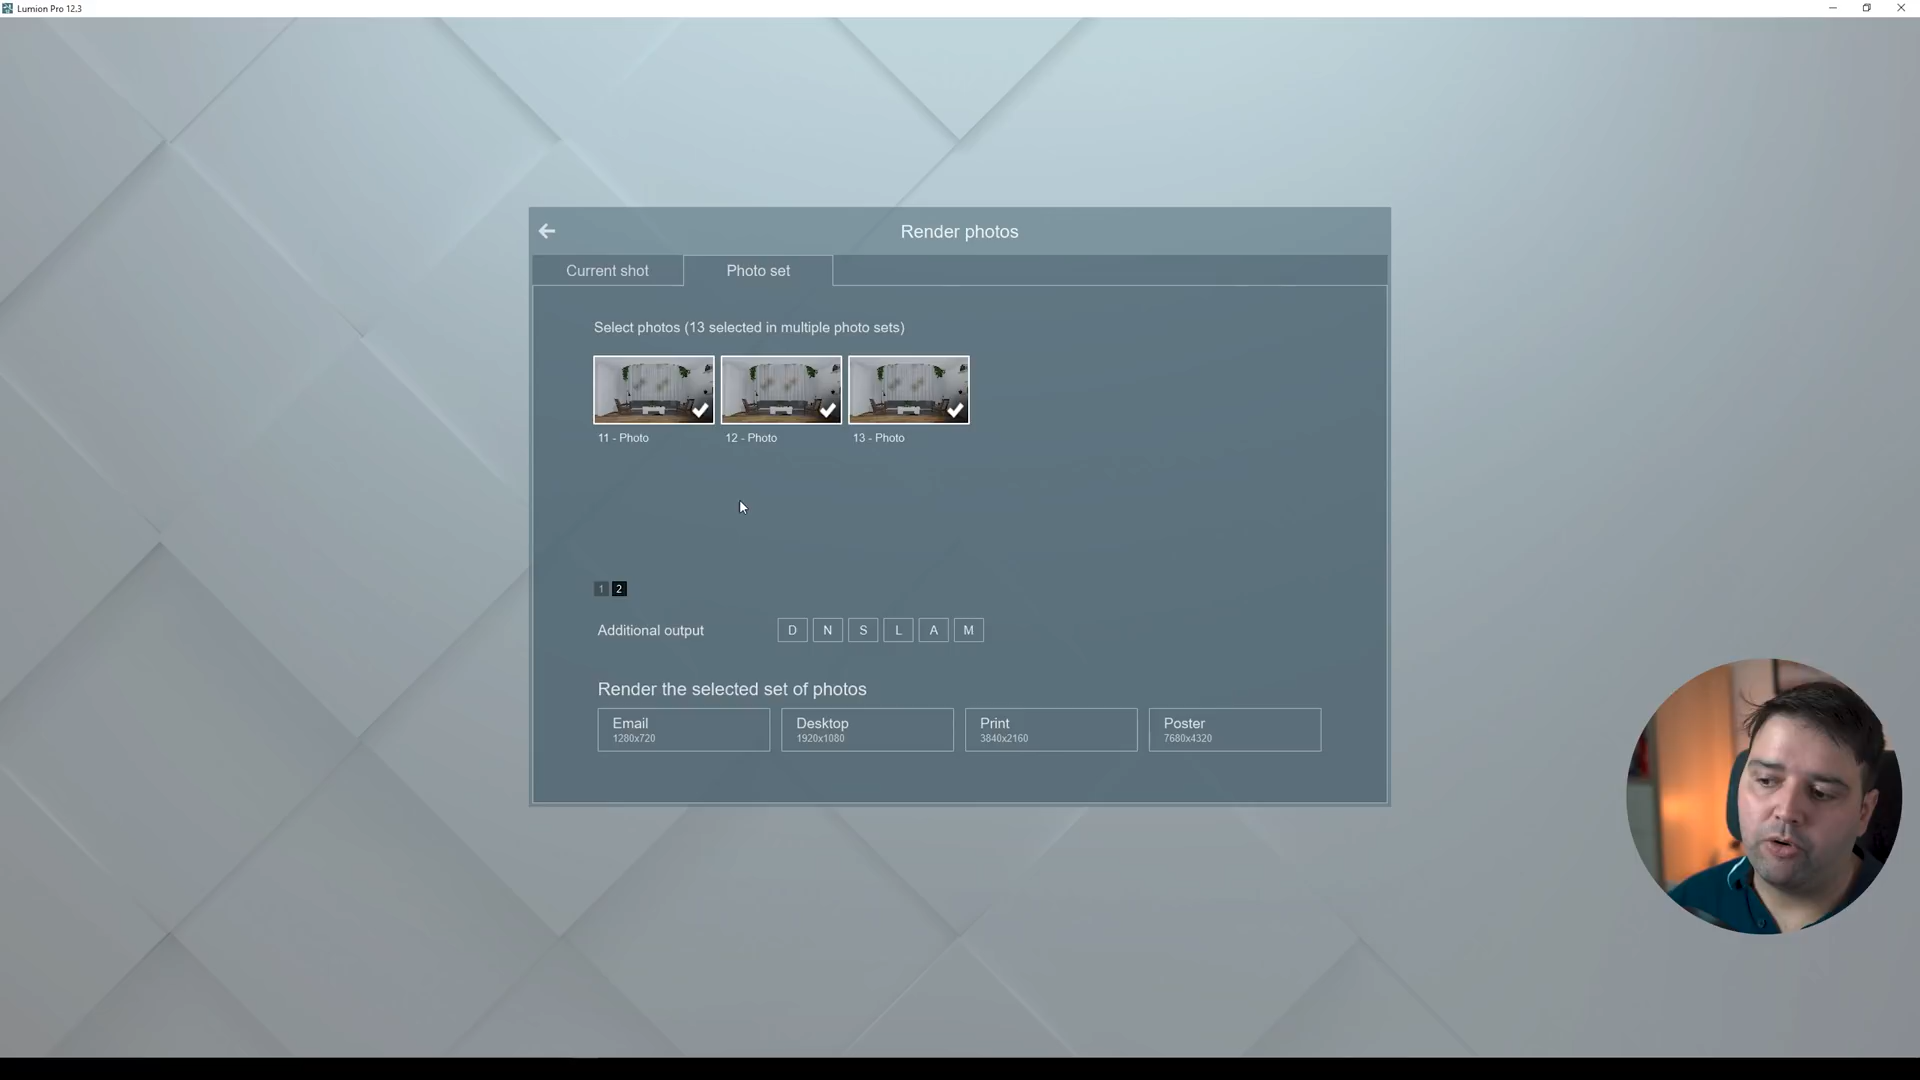 Lumion Pro 12.3
Render photos
Current shot
Photo set
Select photos (13 selected in multiple photo sets)
11 - Photo
12 - Photo
13 - Photo
1 2
Additional output
D N S L A M
Render the selected set of photos
Email
1280x720
Desktop
1920x1080
Print
3840x2160
Poster
7680x4320